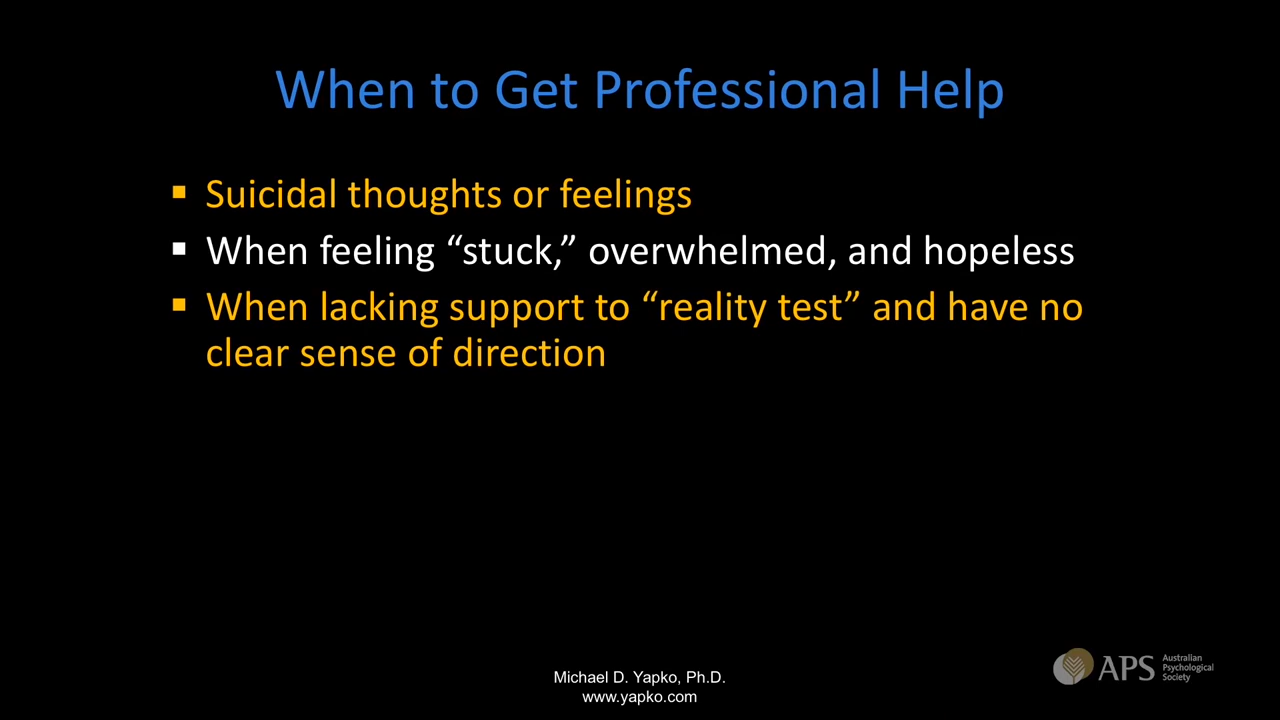 When to Get Professional Help
▪ Suicidal thoughts or feelings
▪ When feeling “stuck,” overwhelmed, and hopeless
▪ When lacking support to “reality test” and have no
clear sense of direction
Michael D. Yapko, Ph.D.
www.yapko.com
APS
Australian
Psychological
Society